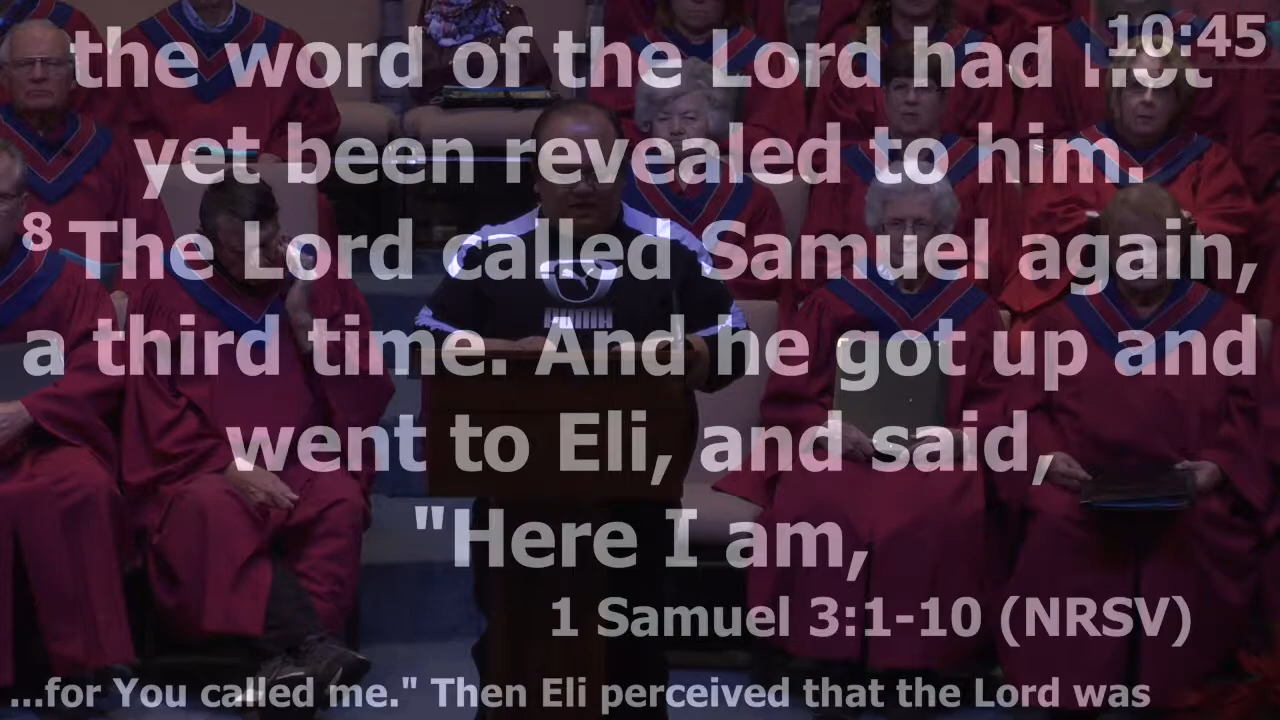 10:45
the word of the Lord had not
yet been revealed to him.
8 The Lord called Samuel again,
a third time. And he got up and
went to Eli, and said,
"Here I am,
1 Samuel 3:1-10 (NRSV)
...for You called me." Then Eli perceived that the Lord was
PUMA